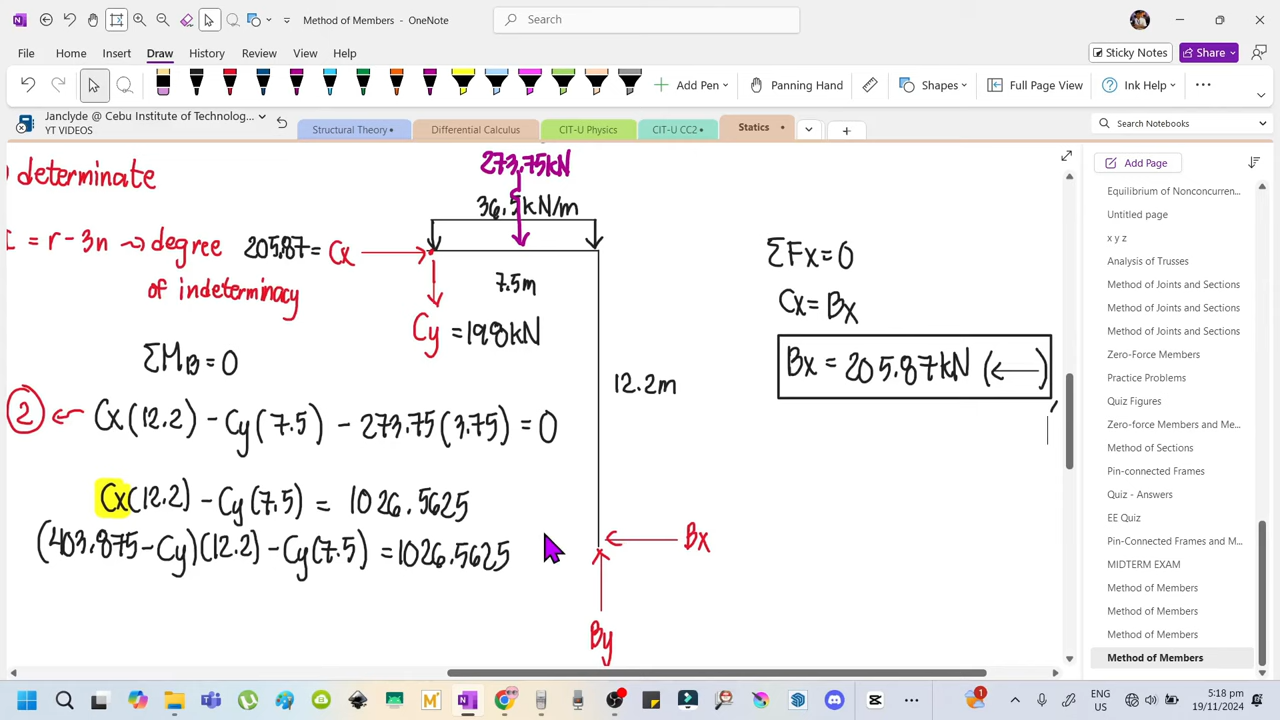 Method of Members - OneNote
Search
File
Home
Insert
Draw
History
Review
View
Help
Sticky Notes
Share
Add Pen
Panning Hand
Shapes
Full Page View
Ink Help
Janclyde @ Cebu Institute of Technolog...
YT VIDEOS
Structural Theory
Differential Calculus
CIT-U Physics
CIT-U CC2
Statics
Search Notebooks
Add Page
Equilibrium of Nonconcurren...
Untitled page
x y z
Analysis of Trusses
Method of Joints and Sections
Method of Joints and Sections
Method of Joints and Sections
Zero-Force Members
Practice Problems
Quiz Figures
Zero-force Members and Me...
Method of Sections
Pin-connected Frames
Quiz - Answers
EE Quiz
Pin-Connected Frames and M...
MIDTERM EXAM
Method of Members
Method of Members
Method of Members
Method of Members
determinate
= r - 3n → degree
of indeterminacy
273.75kN
36.5kN/m
205.87 = Cx
7.5m
Cy = 198kN
12.2m
ΣM_B = 0
2 ← Cx(12.2) - Cy(7.5) - 273.75(3.75) = 0
Cx(12.2) - Cy(7.5) = 1026.5625
(403.875 - Cy)(12.2) - Cy(7.5) = 1026.5625
Bx
By
ΣFx = 0
Cx = Bx
Bx = 205.87kN (←)
ENG
PH
5:18 pm
19/11/2024